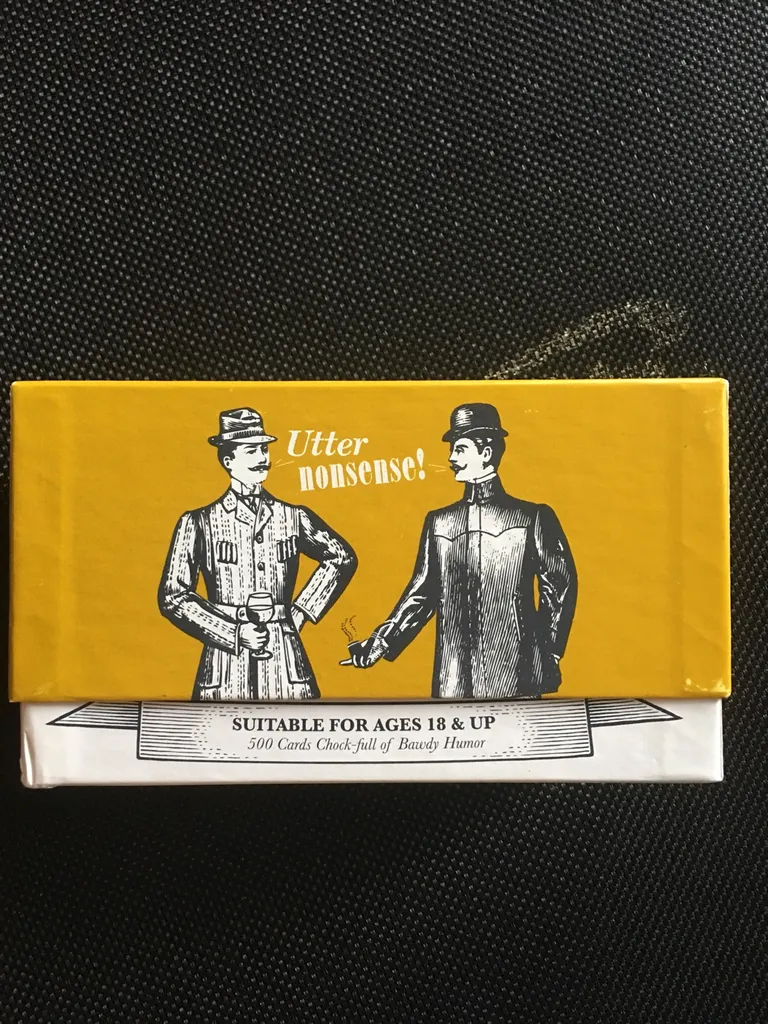 Utter
nonsense!
SUITABLE FOR AGES 18 & UP
500 Cards Chock-full of Bawdy Humor